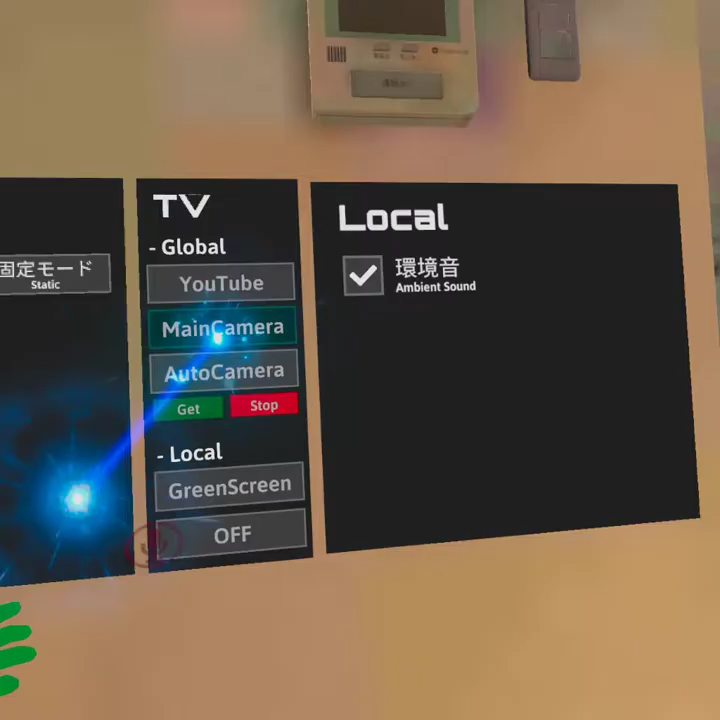 固定モード
Static
TV
- Global
YouTube
MainCamera
AutoCamera
Get
Stop
- Local
GreenScreen
OFF
Local
環境音
Ambient Sound